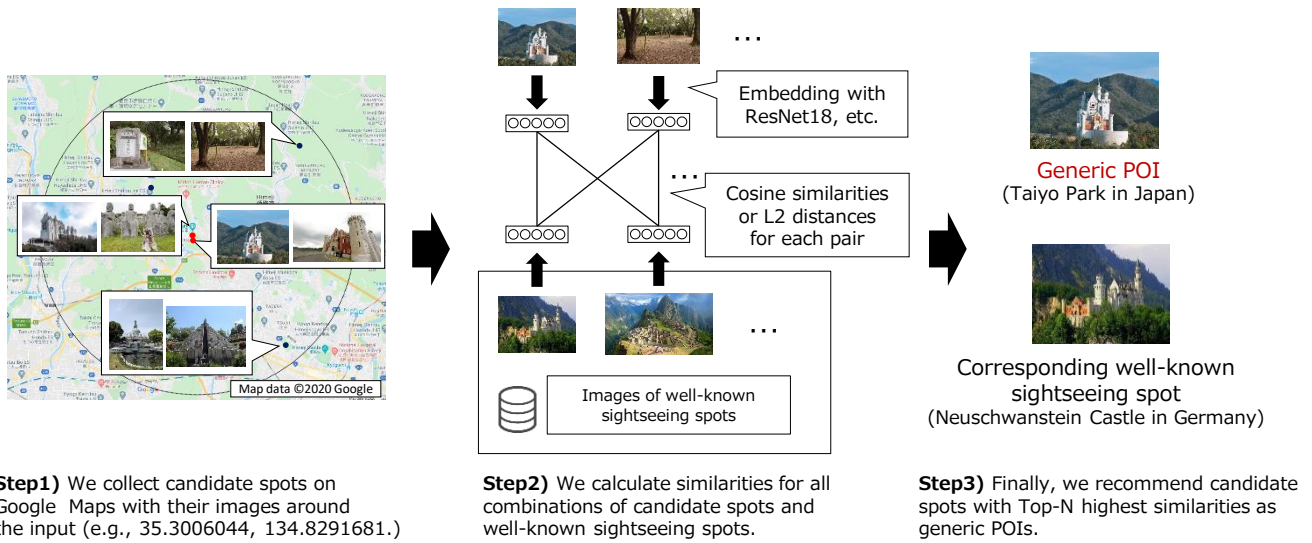 Embedding with
ResNet18, etc.
Cosine similarities
or L2 distances
for each pair
Images of well-known
sightseeing spots
Map data ©2020 Google
Generic POI
(Taiyo Park in Japan)
Corresponding well-known
sightseeing spot
(Neuschwanstein Castle in Germany)
Step1) We collect candidate spots on
Google Maps with their images around
the input (e.g., 35.3006044, 134.8291681.)
Step2) We calculate similarities for all
combinations of candidate spots and
well-known sightseeing spots.
Step3) Finally, we recommend candidate
spots with Top-N highest similarities as
generic POIs.